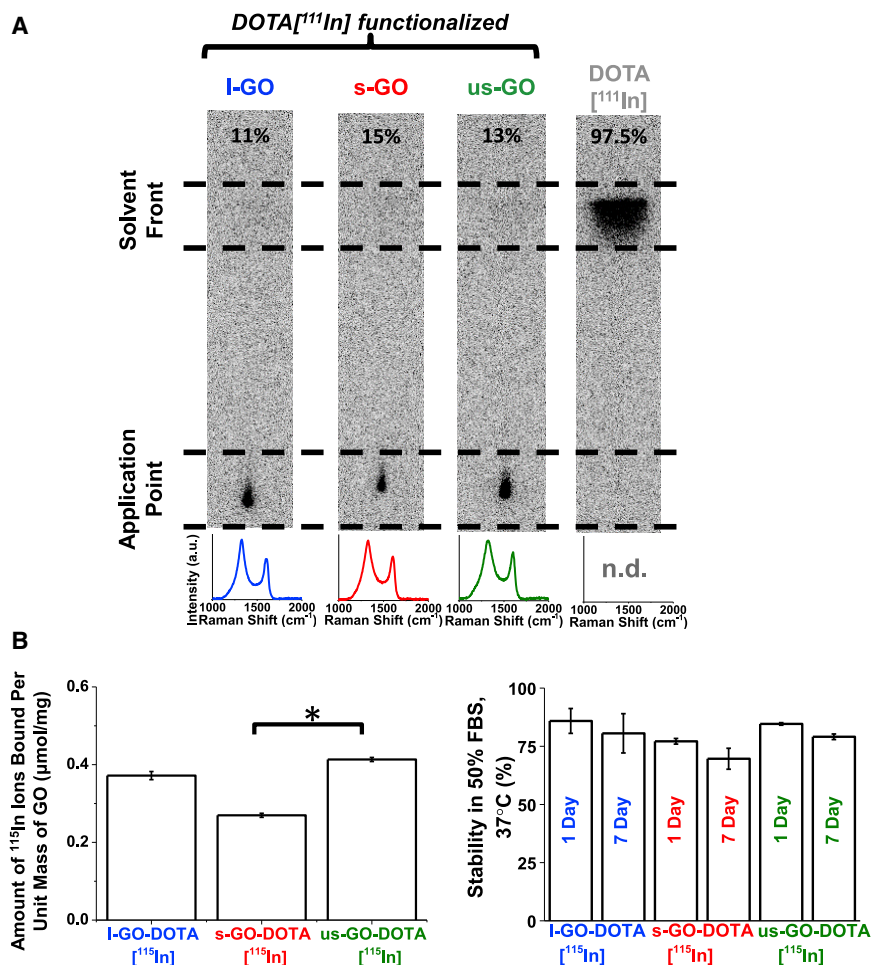 A
DOTA[¹¹¹In] functionalized
l-GO
s-GO
us-GO
DOTA
[¹¹¹In]
11%
15%
13%
97.5%
Solvent
Front
Application
Point
Intensity (a.u.)
1000 1500 2000
Raman Shift (cm⁻¹)
1000 1500 2000
Raman Shift (cm⁻¹)
1000 1500 2000
Raman Shift (cm⁻¹)
n.d.
1000 1500 2000
Raman Shift (cm⁻¹)
B
Amount of ¹¹⁵In Ions Bound Per
Unit Mass of GO (μmol/mg)
0.6
0.4
0.2
0.0
*
l-GO-DOTA
[¹¹⁵In]
s-GO-DOTA
[¹¹⁵In]
us-GO-DOTA
[¹¹⁵In]
Stability in 50% FBS,
37°C (%)
100
75
50
25
0
1 Day
7 Day
1 Day
7 Day
1 Day
7 Day
l-GO-DOTA
[¹¹⁵In]
s-GO-DOTA
[¹¹⁵In]
us-GO-DOTA
[¹¹⁵In]